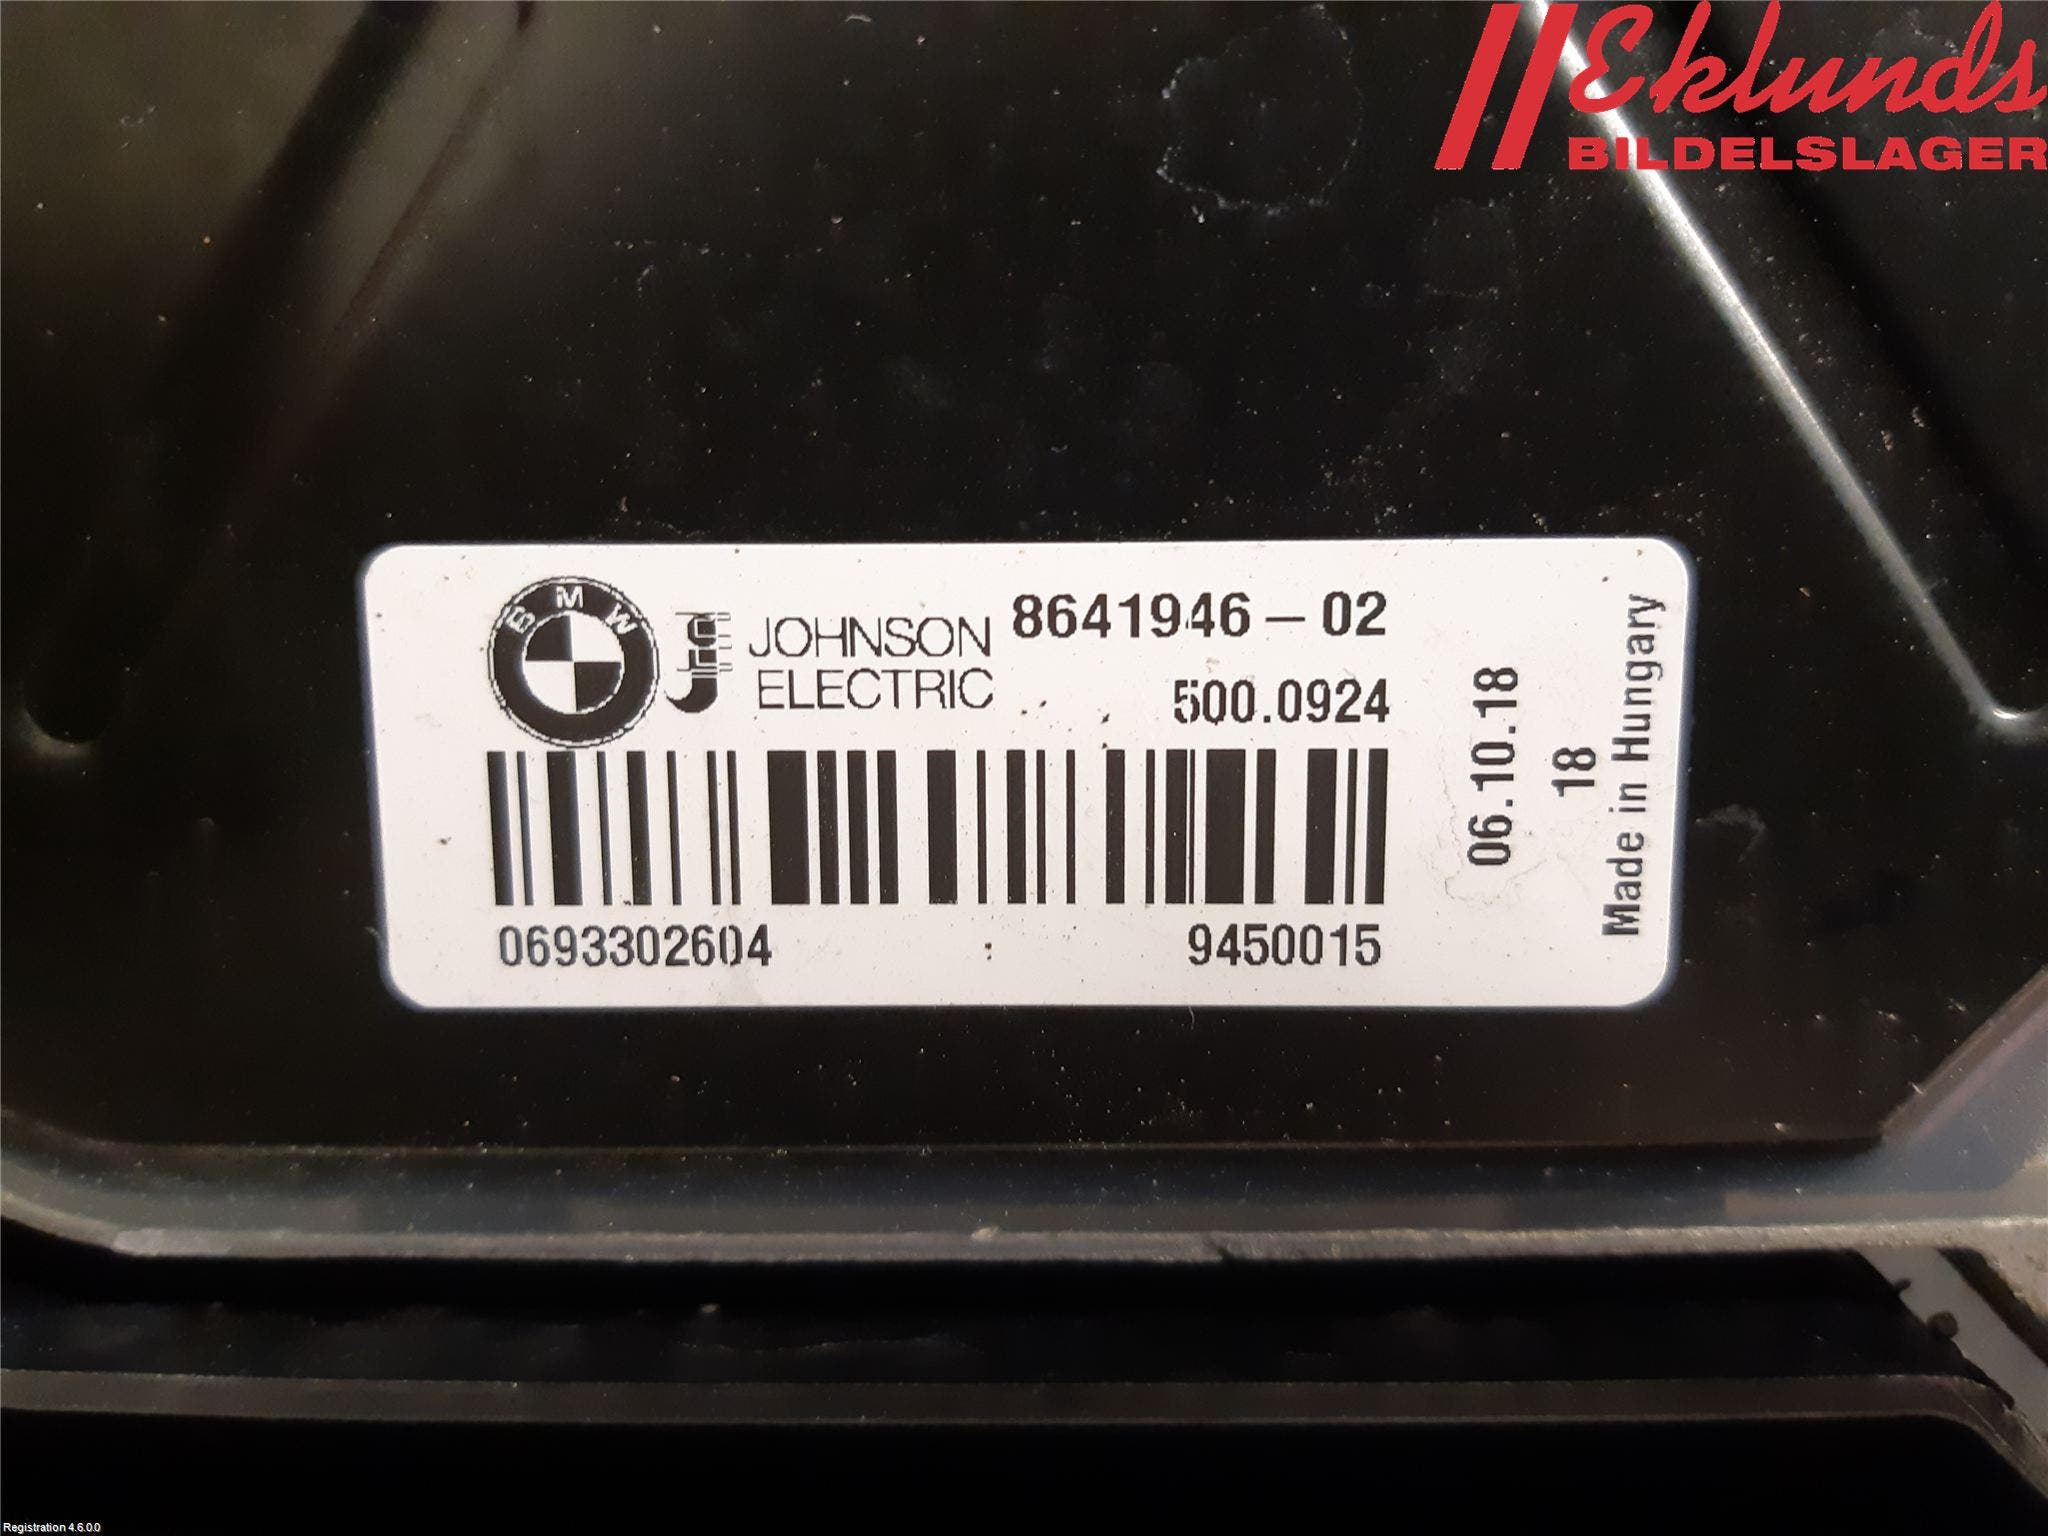 Eklunds
BILDELSLAGER
BMW
JOHNSON
ELECTRIC
8641946-02
500.0924
0693302604
9450015
06.10.18
18
Made in Hungary
Registration 4.6.0.0